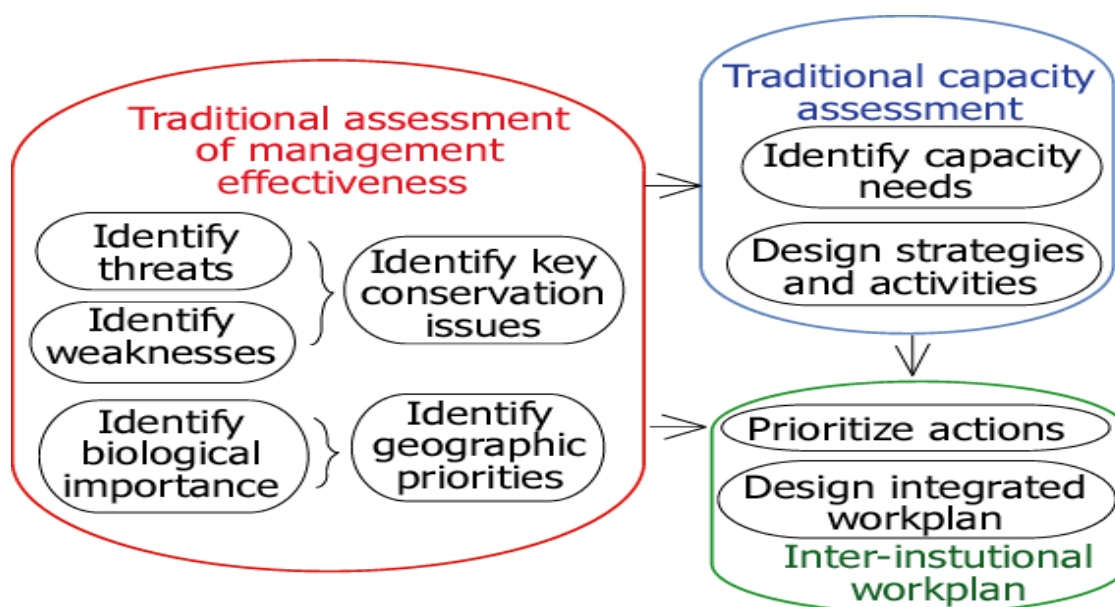 Traditional assessment
of management
effectiveness
Identify
threats
Identify
weaknesses
Identify key
conservation
issues
Identify
biological
importance
Identify
geographic
priorities
Traditional capacity
assessment
Identify capacity
needs
Design strategies
and activities
Prioritize actions
Design integrated
workplan
Inter-instutional
workplan